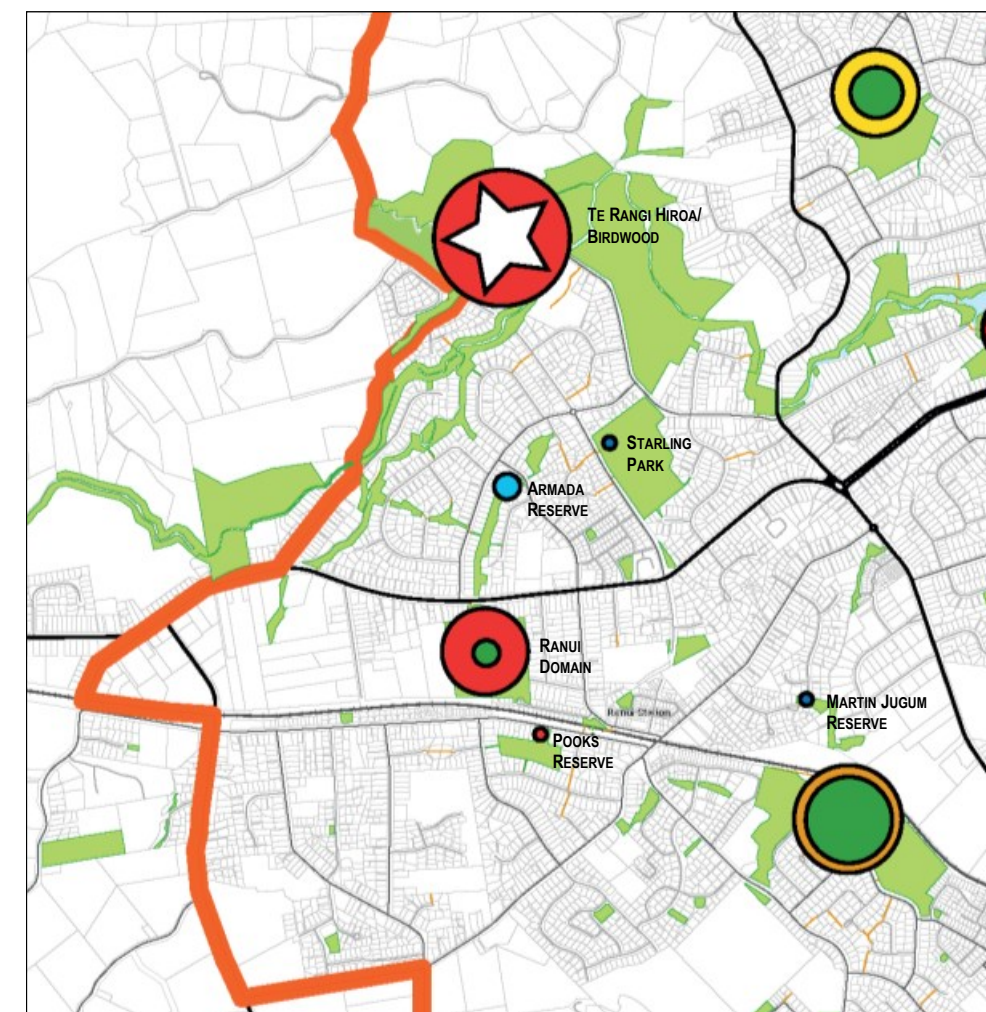 TE RANGI HIROA/
BIRDWOOD
STARLING
PARK
ARMADA
RESERVE
RANUI
DOMAIN
MARTIN JUGUM
RESERVE
Ranui Station
POOKS
RESERVE